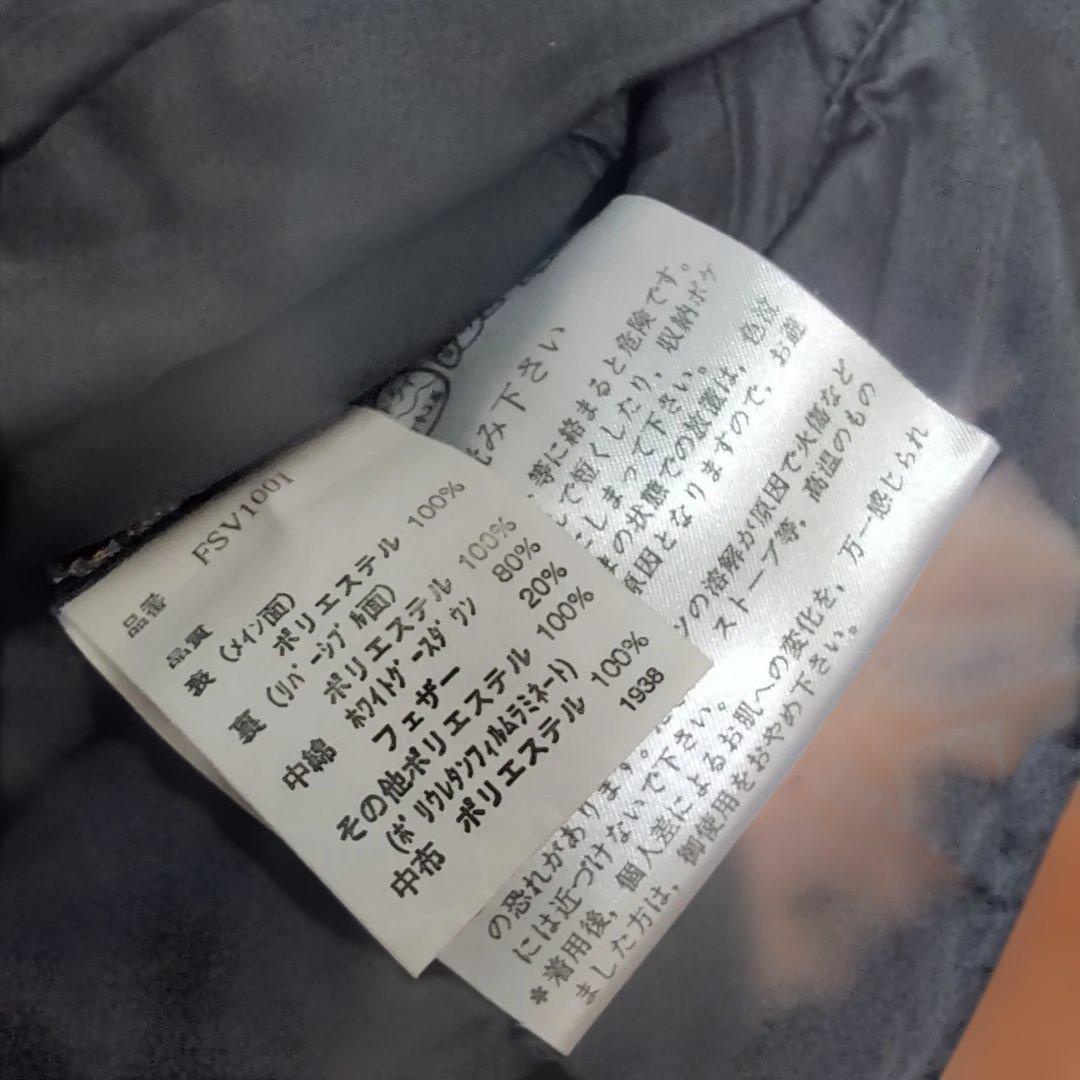 品番 FSV1001
品質
表 (メイン面)
ポリエステル 100%
裏 (リバーシブル面)
ポリエステル 100%
中綿 ホワイトグースダウン 80%
フェザー 20%
その他ポリエステル 100%
(ポリウレタンフィルムラミネート)
中布 ポリエステル 100%
1938
み下さい
等に絡まると危険です。
で短くしたり、収納ポケ
しまって下さい。
の状態での放置は、色泣
原因となりますので、お避
の溶解が原因で火傷など
の恐れがあります。 ストーブ等、高温のもの
には近づけないで下さい。
*着用後、個人差によるお肌への変化を、万一感じられ
ました方は、御使用をおやめ下さい。